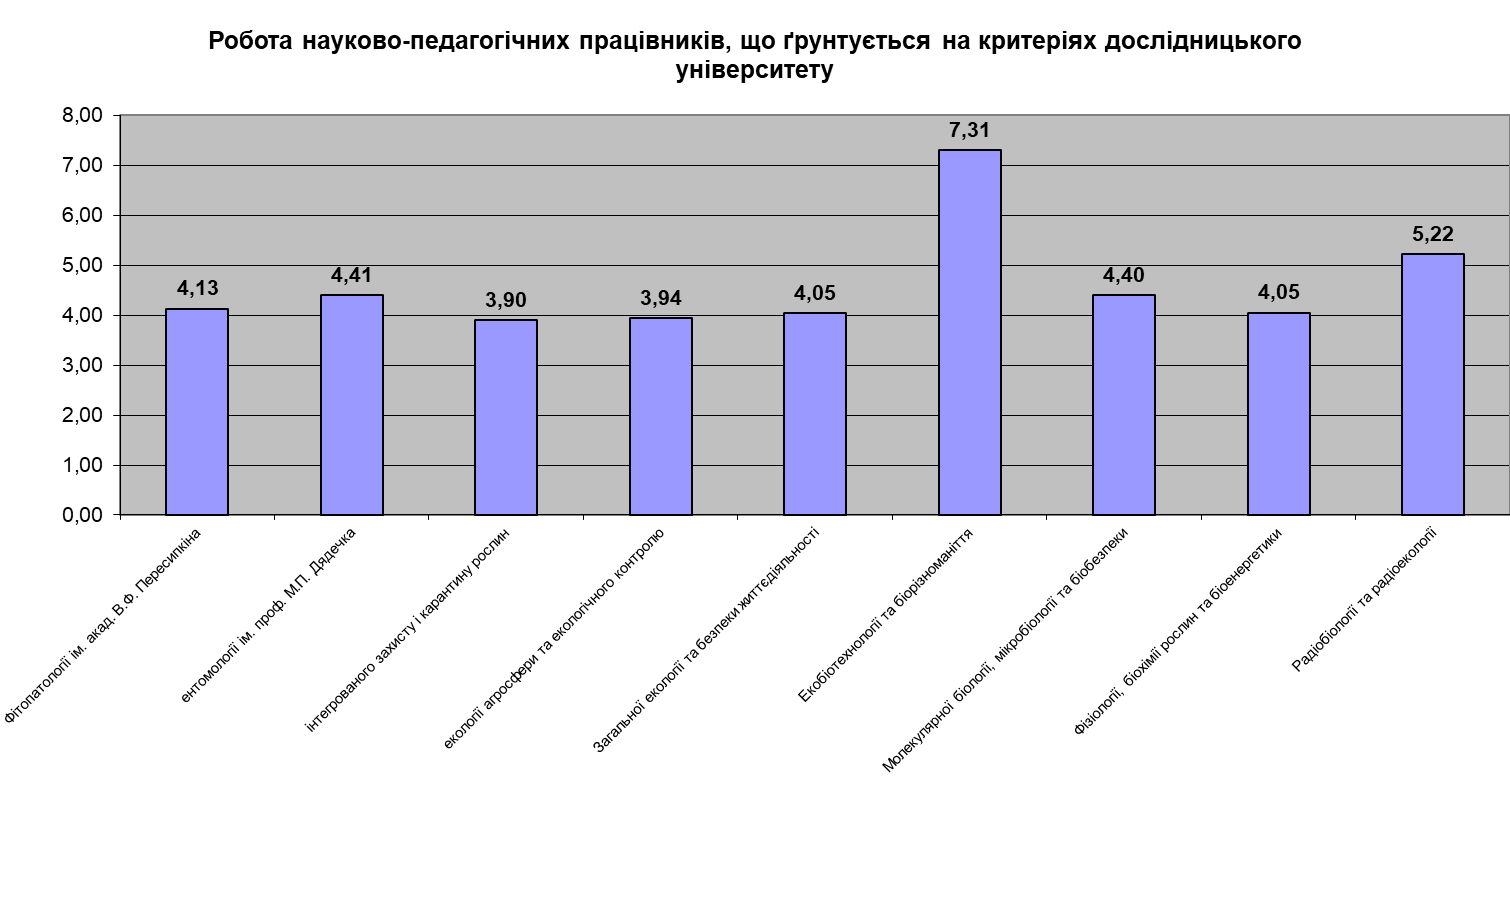 Робота науково-педагогічних працівників, що ґрунтується на критеріях дослідницького
університету
8,00
7,00
6,00
5,00
4,00
3,00
2,00
1,00
0,00
4,13
4,41
3,90
3,94
4,05
7,31
4,40
4,05
5,22
Фітопатології ім. акад. В.Ф. Пересипкіна
ентомології ім. проф. М.П. Дядечка
інтегрованого захисту і карантину рослин
екології агросфери та екологічного контролю
Загальної екології та безпеки життєдіяльності
Екобіотехнології та біорізноманіття
Молекулярної біології, мікробіології та біобезпеки
Фізіології, біохімії рослин та біоенергетики
Радіобіології та радіоекології